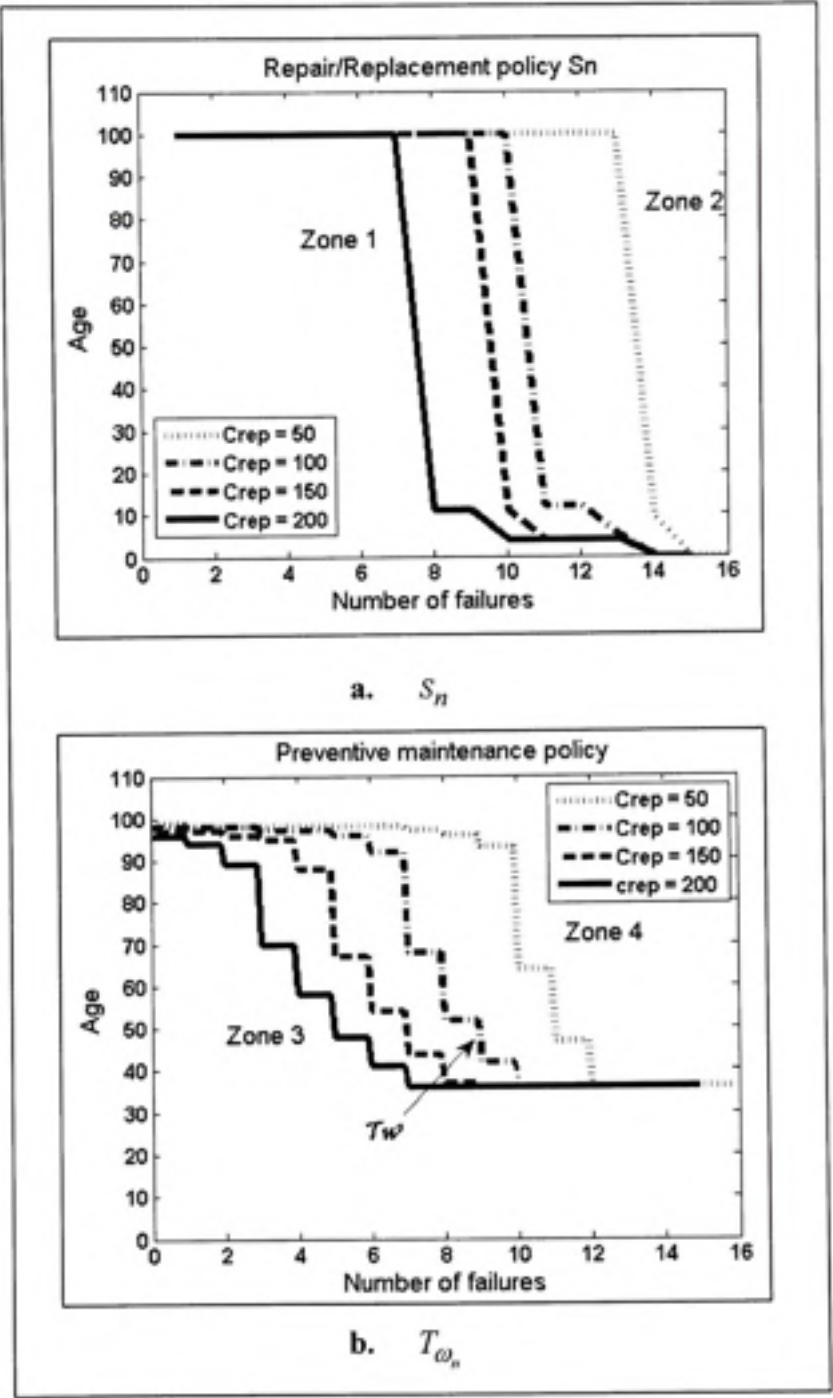 Repair/Replacement policy Sn
110
100
90
80
70
60
50
40
30
20
10
0
Age
Zone 1
Zone 2
Crep = 50
Crep = 100
Crep = 150
Crep = 200
0 2 4 6 8 10 12 14 16
Number of failures
a. Sn
Preventive maintenance policy
110
100
90
80
70
60
50
40
30
20
10
0
Age
Crep = 50
Crep = 100
Crep = 150
crep = 200
Zone 4
Zone 3
Tw
0 2 4 6 8 10 12 14 16
Number of failures
b. Tωn